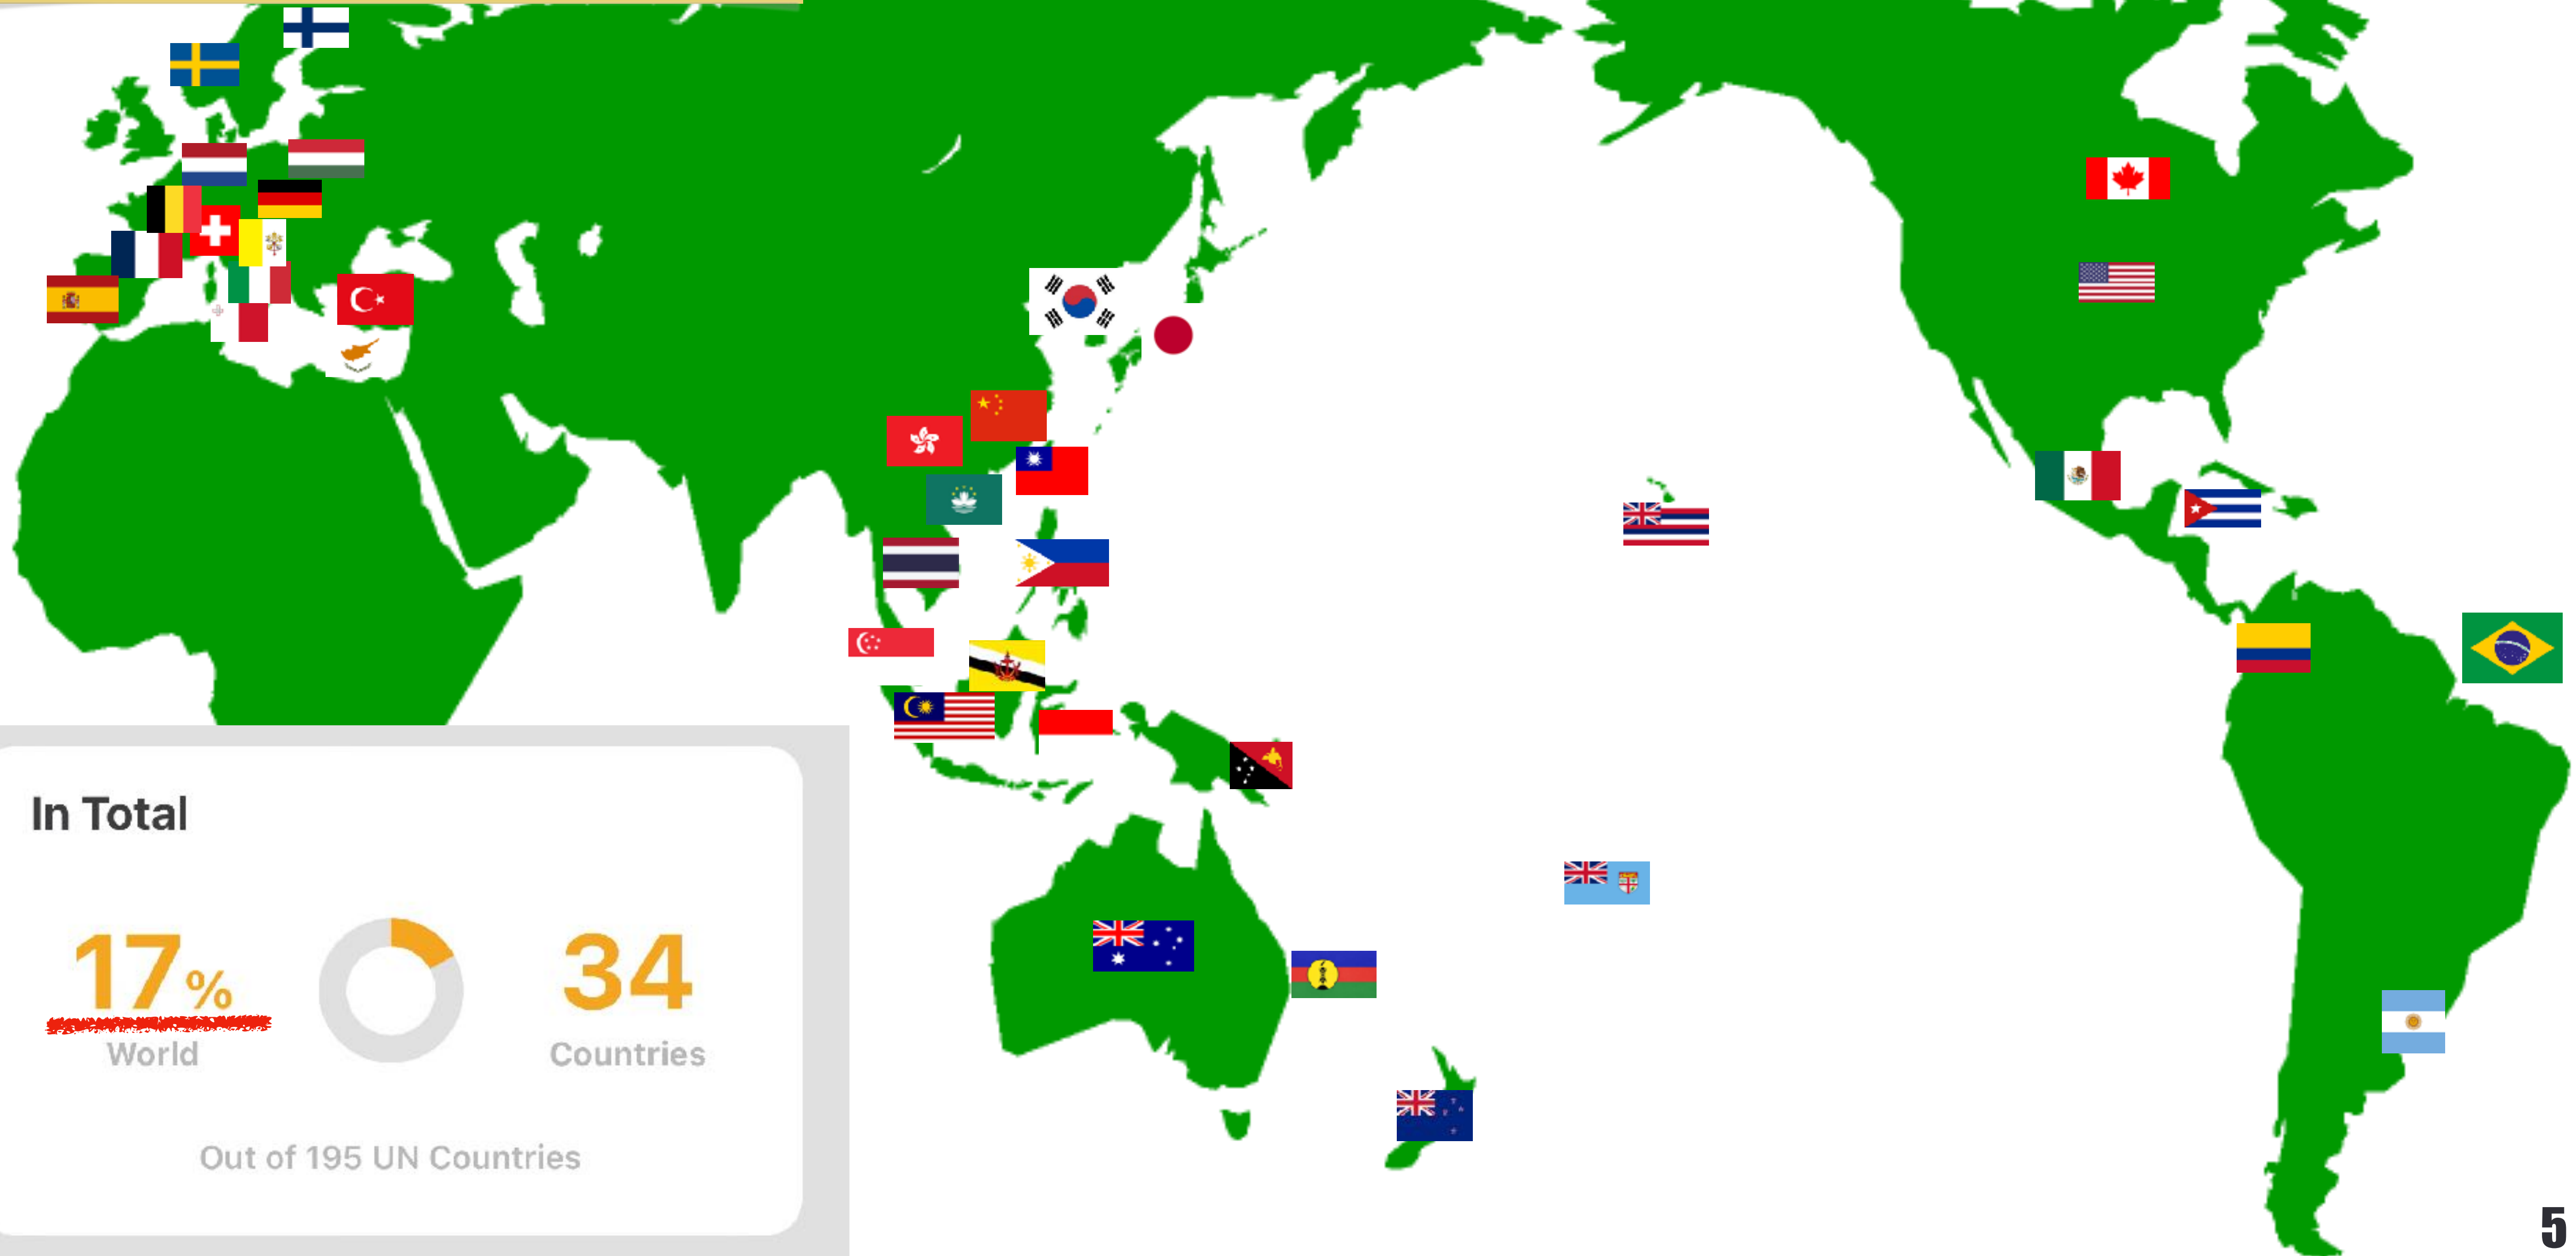 In Total
17%
34
World
Countries
Out of 195 UN Countries
5